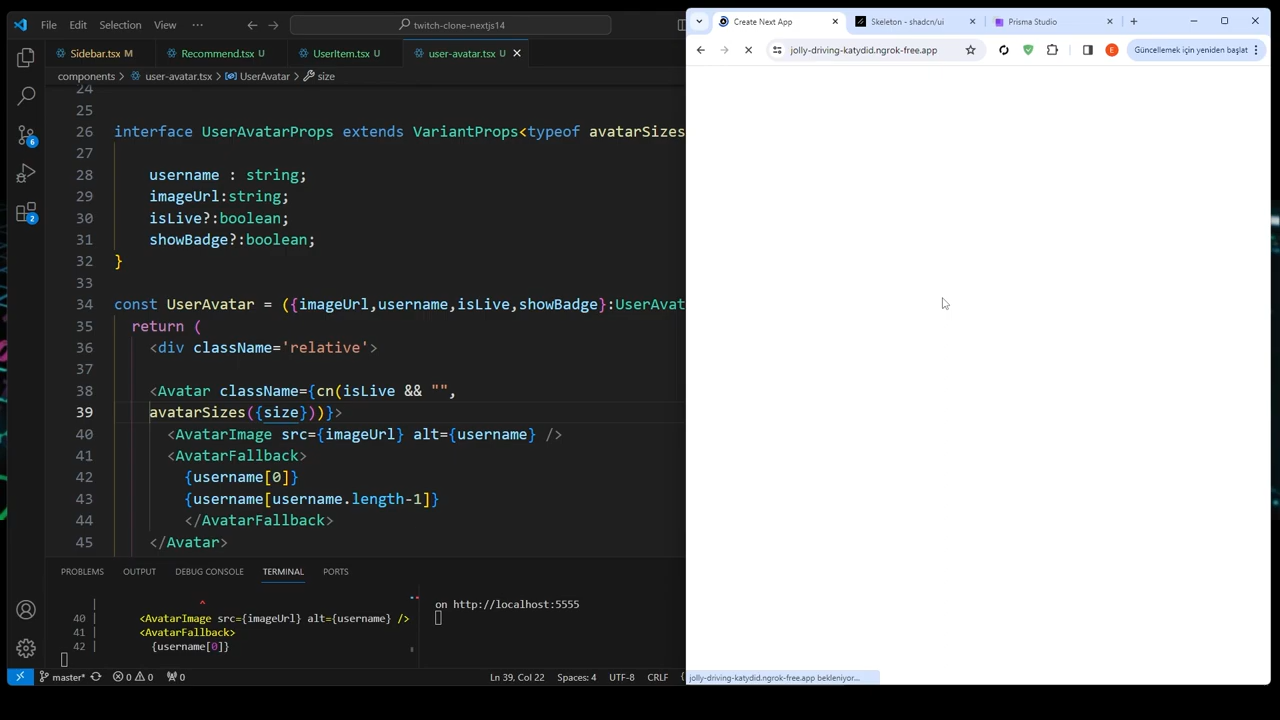 File Edit Selection View ··· twitch-clone-nextjs14
Sidebar.tsx M Recommend.tsx U UserItem.tsx U user-avatar.tsx U
components > user-avatar.tsx > UserAvatar > size
24
25
26 interface UserAvatarProps extends VariantProps<typeof avatarSizes
27
28 username : string;
29 imageUrl:string;
30 isLive?:boolean;
31 showBadge?:boolean;
32 }
33
34 const UserAvatar = ({imageUrl,username,isLive,showBadge}:UserAvat
35 return (
36 <div className='relative'>
37
38 <Avatar className={cn(isLive && "",
39 avatarSizes({size}))}>
40 <AvatarImage src={imageUrl} alt={username} />
41 <AvatarFallback>
42 {username[0]}
43 {username[username.length-1]}
44 </AvatarFallback>
45 </Avatar>
6
2
PROBLEMS OUTPUT DEBUG CONSOLE TERMINAL PORTS
| ^
40 | <AvatarImage src={imageUrl} alt={username} />
41 | <AvatarFallback>
42 | {username[0]}
on http://localhost:5555
master* 0 0 0 Ln 39, Col 22 Spaces: 4 UTF-8 CRLF {
Create Next App Skeleton - shadcn/ui Prisma Studio
jolly-driving-katydid.ngrok-free.app E Güncellemek için yeniden başlat
jolly-driving-katydid.ngrok-free.app bekleniyor...